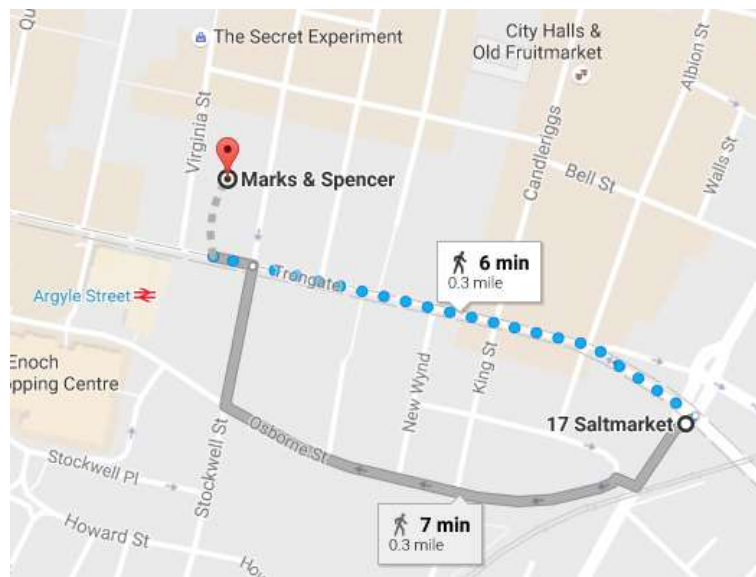 The Secret Experiment
City Halls &
Old Fruitmarket
Albion St
Virginia St
Marks & Spencer
Candleriggs
Bell St
Walls St
6 min
0.3 mile
Trongate
Argyle Street
Enoch
opping Centre
New Wynd
King St
17 Saltmarket
Osborne St
Stockwell St
Stockwell Pl
7 min
0.3 mile
Howard St